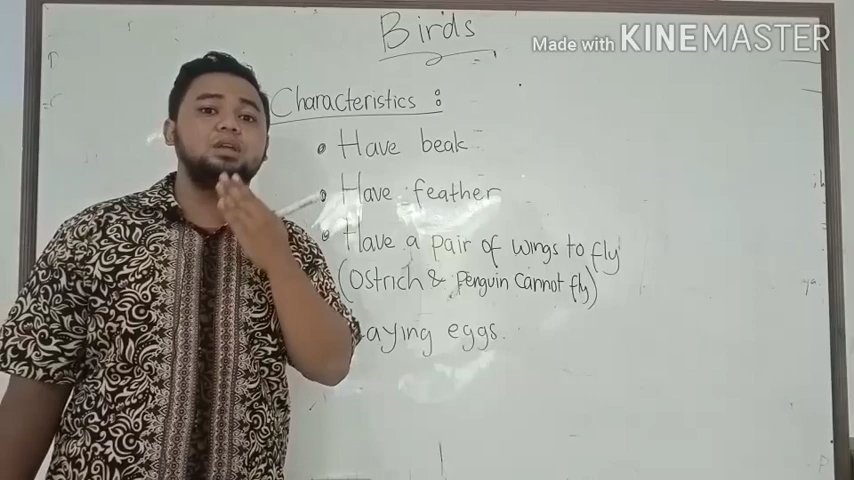 Birds
Made with KINEMASTER
Characteristics :
• Have beak
• Have feather
• Have a pair of wings to fly
(Ostrich & Penguin cannot fly)
Laying eggs.